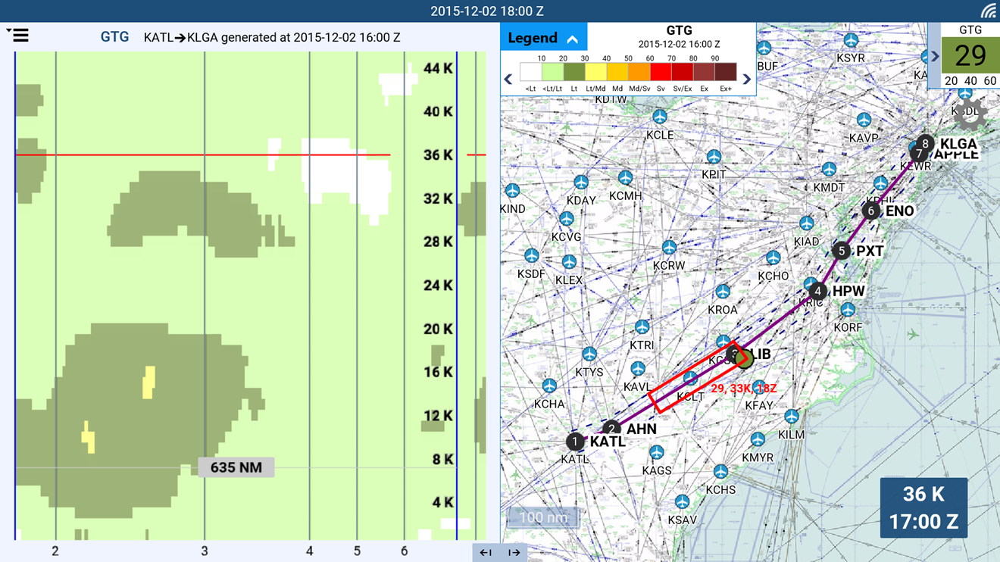 2015-12-02 18:00 Z
GTG KATL➔KLGA generated at 2015-12-02 16:00 Z
44 K
40 K
36 K
32 K
28 K
24 K
20 K
16 K
12 K
8 K
635 NM
4 K
2 3 4 5 6
Legend
GTG
2015-12-02 16:00 Z
10 20 30 40 50 60 70 80 90
<Lt <Lt/Lt Lt Lt/Md Md Md/Sv Sv Sv/Ex Ex Ex+
GTG
29
20 40 60
KSYR
BUF
KA
KDTW
KCLE
KAVP
8 KLGA
7 APPLE
KEWR
KPIT
KMDT
KDAY
KCMH
KIND
KPHL
6 ENO
KCVG
KIAD
5 PXT
KCRW
KSDF
KLEX
KCHO
4 HPW
KRIC
KROA
KORF
KTRI
LIB
KTYS
KAVL
29, 33K, 18Z
KCLT
KCHA
KFAY
2 AHN
KILM
1 KATL
KATL
KMYR
KAGS
KCHS
KSAV
100 nm
36 K
17:00 Z